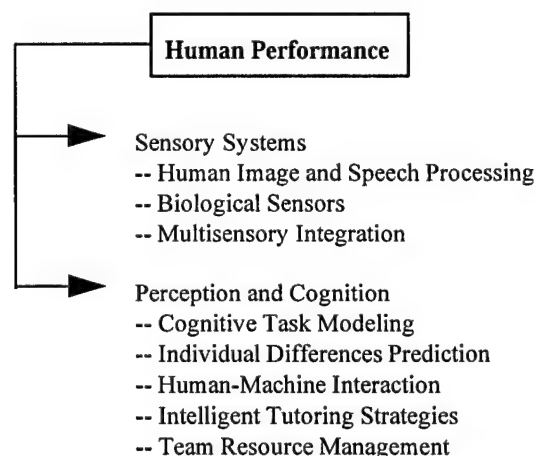 Human Performance
Sensory Systems
-- Human Image and Speech Processing
-- Biological Sensors
-- Multisensory Integration
Perception and Cognition
-- Cognitive Task Modeling
-- Individual Differences Prediction
-- Human-Machine Interaction
-- Intelligent Tutoring Strategies
-- Team Resource Management